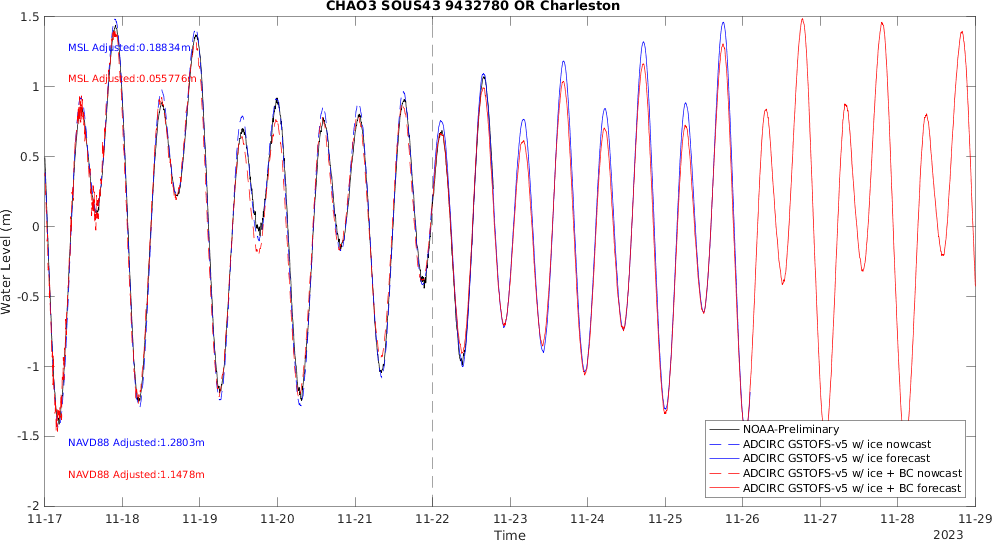 CHAO3 SOUS43 9432780 OR Charleston
1.5
1
0.5
0
-0.5
-1
-1.5
-2
Water Level (m)
MSL Adjusted:0.18834m
MSL Adjusted:0.055776m
NAVD88 Adjusted:1.2803m
NAVD88 Adjusted:1.1478m
NOAA-Preliminary
ADCIRC GSTOFS-v5 w/ ice nowcast
ADCIRC GSTOFS-v5 w/ ice forecast
ADCIRC GSTOFS-v5 w/ ice + BC nowcast
ADCIRC GSTOFS-v5 w/ ice + BC forecast
11-17 11-18 11-19 11-20 11-21 11-22 11-23 11-24 11-25 11-26 11-27 11-28 11-29
Time
2023